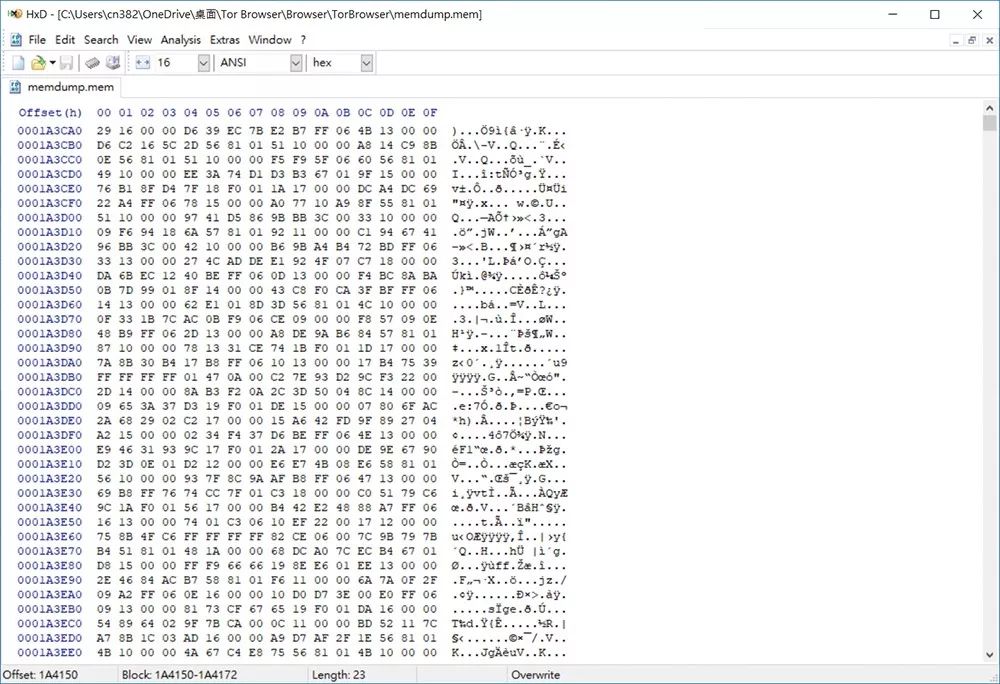 HxD - [C:\Users\cn382\OneDrive\桌面\Tor Browser\Browser\TorBrowser\memdump.mem]
File Edit Search View Analysis Extras Window ?
16 ANSI hex
memdump.mem
Offset(h) 00 01 02 03 04 05 06 07 08 09 0A 0B 0C 0D 0E 0F
0001A3CA0 29 16 00 00 D6 39 EC 7B E2 B7 FF 06 4B 13 00 00 )...Ö9ì{â·ÿ.K...
0001A3CB0 D6 C2 16 5C 2D 56 81 01 51 10 00 00 A8 14 C9 8B ÖÂ.\-V..Q...¨.É‹
0001A3CC0 0E 56 81 01 51 10 00 00 F5 F9 5F 06 60 56 81 01 .V..Q...õù_.`V..
0001A3CD0 49 10 00 00 EE 3A 74 D1 D3 B3 67 01 9F 15 00 00 I...î:tÑÓ³g.Ÿ...
0001A3CE0 76 B1 8F D4 7F 18 F0 01 1A 17 00 00 DC A4 DC 69 v±.Ô..ð.....Ü¤Üi
0001A3CF0 22 A4 FF 06 78 15 00 00 A0 77 10 A9 8F 55 81 01 "¤ÿ.x... w.©.U..
0001A3D00 51 10 00 00 97 41 D5 86 9B BB 3C 00 33 10 00 00 Q...—AÕ†›»<.3...
0001A3D10 09 F6 94 18 6A 57 81 01 92 11 00 00 C1 94 67 41 .ö”.jW..’...Á”gA
0001A3D20 96 BB 3C 00 42 10 00 00 B6 9B A4 B4 72 BD FF 06 –»<.B...¶›¤´r½ÿ.
0001A3D30 33 13 00 00 27 4C AD DE E1 92 4F 07 C7 18 00 00 3...'L.Þá’O.Ç...
0001A3D40 DA 6B EC 12 40 BE FF 06 0D 13 00 00 F4 BC 8A BA Úkì.@¾ÿ.....ô¼Šº
0001A3D50 0B 7D 99 01 8F 14 00 00 43 C8 F0 CA 3F BF FF 06 .}™.....CÈðÊ?¿ÿ.
0001A3D60 14 13 00 00 62 E1 01 8D 3D 56 81 01 4C 10 00 00 ....bá..=V..L...
0001A3D70 0F 33 1B 7C AC 0B F9 06 CE 09 00 00 F8 57 09 0E .3.|¬.ù.Î...øW..
0001A3D80 48 B9 FF 06 2D 13 00 00 A8 DE 9A B6 84 57 81 01 H¹ÿ.-...¨Þš¶„W..
0001A3D90 87 10 00 00 78 13 31 CE 74 1B F0 01 1D 17 00 00 ‡...x.1Ît.ð.....
0001A3DA0 7A 8B 30 B4 17 B8 FF 06 10 13 00 00 17 B4 75 39 z‹0´.¸ÿ......´u9
0001A3DB0 FF FF FF FF 01 47 0A 00 C2 7E 93 D2 9C F3 22 00 ÿÿÿÿ.G..Â~“Òœó".
0001A3DC0 2D 14 00 00 8A B3 F2 0A 2C 3D 50 04 8C 14 00 00 -...Š³ò.,=P.Œ...
0001A3DD0 09 65 3A 37 D3 19 F0 01 DE 15 00 00 07 80 6F AC .e:7Ó.ð.Þ....€o¬
0001A3DE0 2A 68 29 02 C2 17 00 00 15 A6 42 FD 9F 89 27 04 *h).Â....¦BýŸ‰'.
0001A3DF0 A2 15 00 00 02 34 F4 37 D6 BE FF 06 4E 13 00 00 ¢....4ô7Ö¾ÿ.N...
0001A3E00 E9 46 31 93 9C 17 F0 01 2A 17 00 00 DE 9E 67 90 éF1“œ.ð.*...Þžg.
0001A3E10 D2 3D 0E 01 D2 12 00 00 E6 E7 4B 08 E6 58 81 01 Ò=..Ò...æçK.æX..
0001A3E20 56 10 00 00 93 7F 8C 9A AF B8 FF 06 47 13 00 00 V...“.Œš¯¸ÿ.G...
0001A3E30 69 B8 FF 76 74 CC 7F 01 C3 18 00 00 C0 51 79 C6 i¸ÿvtÌ..Ã...ÀQyÆ
0001A3E40 9C 1A F0 01 56 17 00 00 B4 42 E2 48 88 A7 FF 06 œ.ð.V...´BâHˆ§ÿ.
0001A3E50 16 13 00 00 74 01 C3 06 10 EF 22 00 17 12 00 00 ....t.Ã..ï".....
0001A3E60 75 8B 4F C6 FF FF FF FF 82 CE 06 00 7C 9B 79 7B u‹OÆÿÿÿÿ‚Î..|›y{
0001A3E70 B4 51 81 01 48 1A 00 00 68 DC A0 7C EC B4 67 01 ´Q..H...hÜ |ì´g.
0001A3E80 D8 15 00 00 FF F9 66 66 19 8E E6 01 EE 13 00 00 Ø...ÿùff.Žæ.î...
0001A3E90 2E 46 84 AC B7 58 81 01 F6 11 00 00 6A 7A 0F 2F .F„¬·X..ö...jz./
0001A3EA0 09 A2 FF 06 0E 16 00 00 10 D0 D7 3E 00 E0 FF 06 .¢ÿ......Ð×>.àÿ.
0001A3EB0 09 13 00 00 81 73 CF 67 65 19 F0 01 DA 16 00 00 .....sÏge.ð.Ú...
0001A3EC0 54 89 64 02 9F 7B CA 00 0C 11 00 00 BD 52 11 7C T‰d.Ÿ{Ê.....½R.|
0001A3ED0 A7 8B 1C 03 AD 16 00 00 A9 D7 AF 2F 1E 56 81 01 §‹......©×¯/.V..
0001A3EE0 4B 10 00 00 4A 67 C4 E8 75 56 81 01 4B 10 00 00 K...JgÄèuV..K...
Offset: 1A4150 Block: 1A4150-1A4172 Length: 23 Overwrite